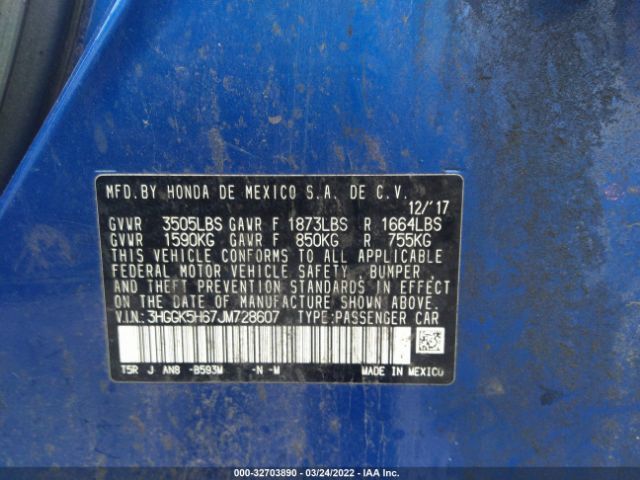 MFD. BY HONDA DE MEXICO S.A. DE C.V.
12/'17
GVWR 3505LBS GAWR F 1873LBS R 1664LBS
GVWR 1590KG GAWR F 850KG R 755KG
THIS VEHICLE CONFORMS TO ALL APPLICABLE
FEDERAL MOTOR VEHICLE SAFETY, BUMPER,
AND THEFT PREVENTION STANDARDS IN EFFECT
ON THE DATE OF MANUFACTURE SHOWN ABOVE.
V.I.N.: 3HGGK5H67JM728607 TYPE:PASSENGER CAR
T5R J AN8 -B593M -N -M MADE IN MEXICO
000-32703890 - 03/24/2022 - IAA Inc.